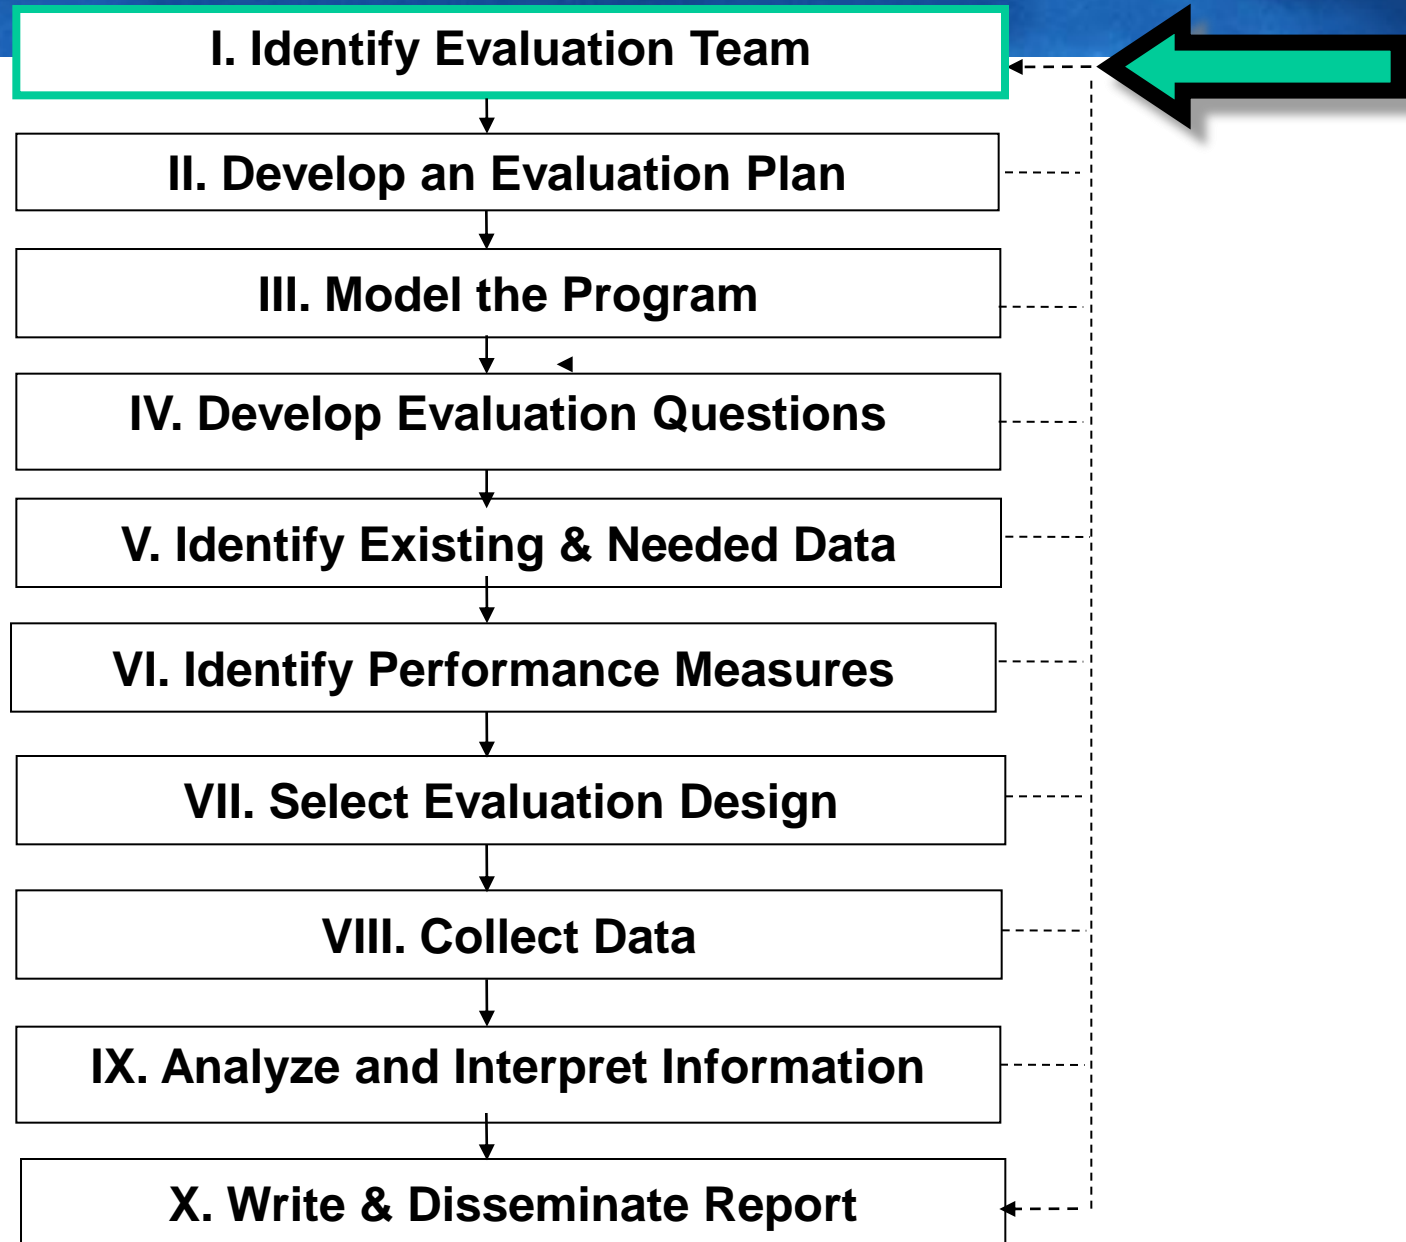 I. Identify Evaluation Team
II. Develop an Evaluation Plan
III. Model the Program
IV. Develop Evaluation Questions
V. Identify Existing & Needed Data
VI. Identify Performance Measures
VII. Select Evaluation Design
VIII. Collect Data
IX. Analyze and Interpret Information
X. Write & Disseminate Report